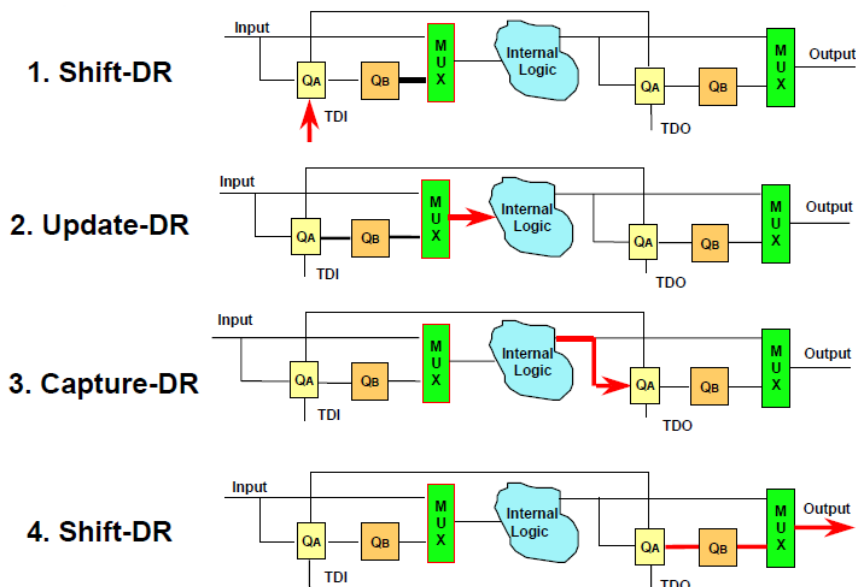 Input
1. Shift-DR
QA
QB
M
U
X
Internal
Logic
QA
QB
M
U
X
Output
TDI
TDO
Input
2. Update-DR
QA
QB
M
U
X
Internal
Logic
QA
QB
M
U
X
Output
TDI
TDO
Input
3. Capture-DR
QA
QB
M
U
X
Internal
Logic
QA
QB
M
U
X
Output
TDI
TDO
Input
4. Shift-DR
QA
QB
M
U
X
Internal
Logic
QA
QB
M
U
X
Output
TDI
TDO